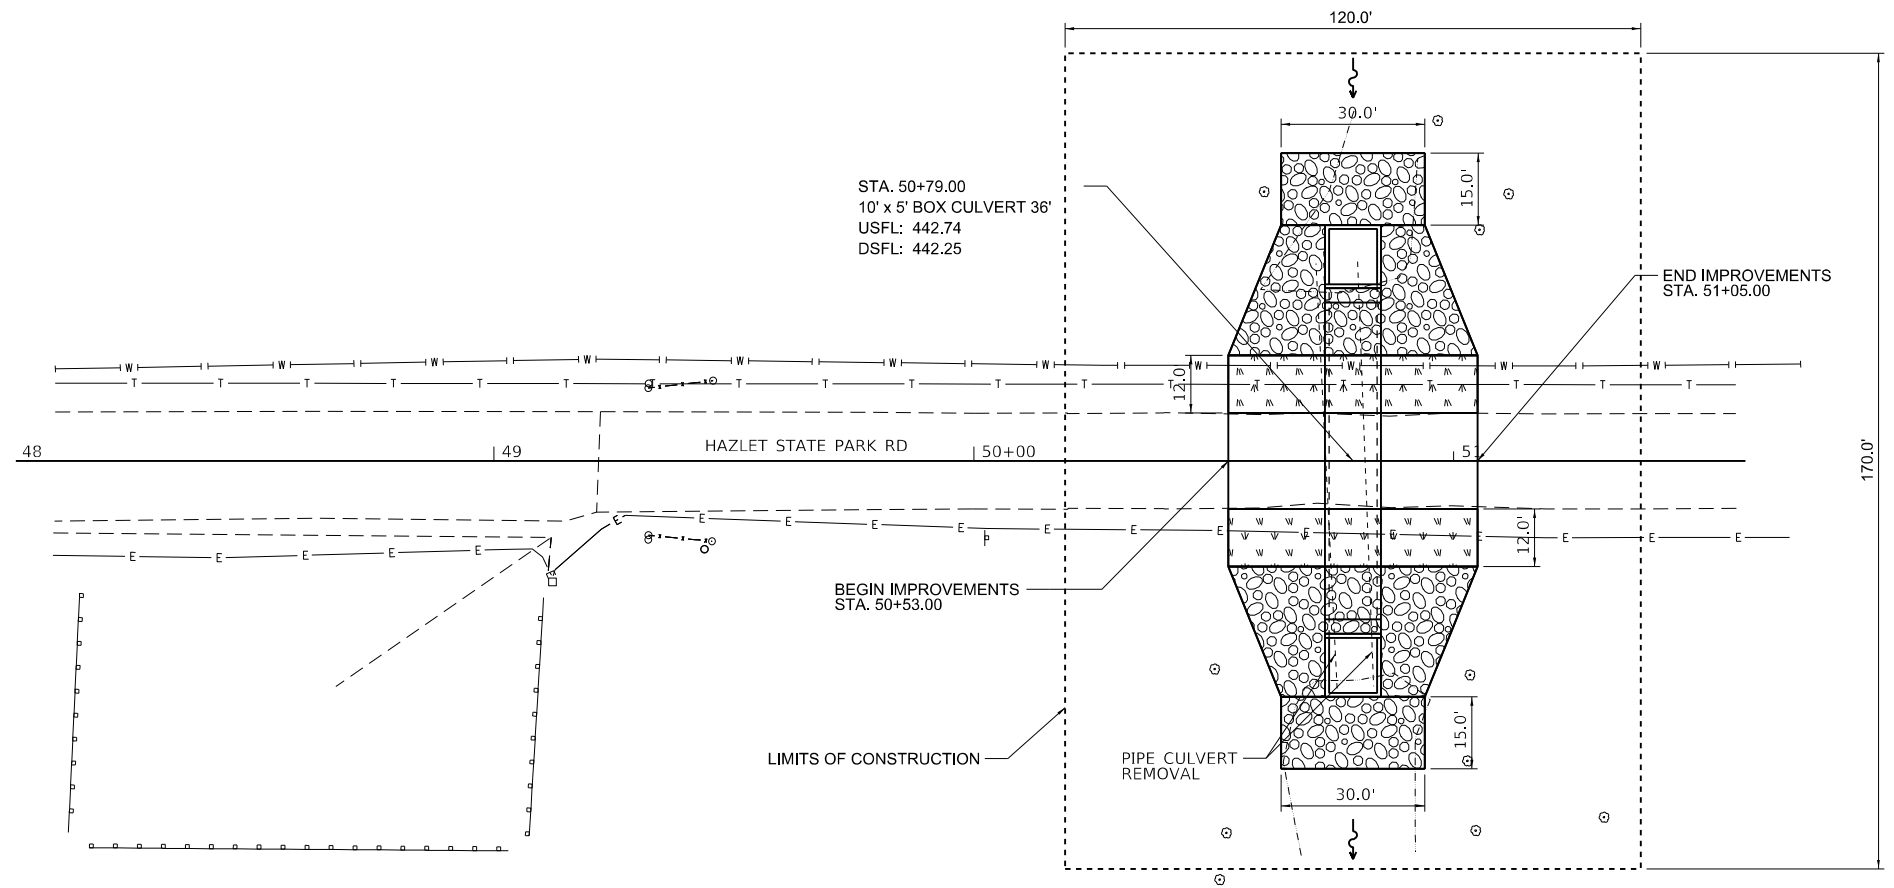 120.0'
30.0'
15.0'
STA. 50+79.00
10' x 5' BOX CULVERT 36'
USFL: 442.74
DSFL: 442.25
END IMPROVEMENTS
STA. 51+05.00
W W W W W W W W W W W
T T T T T T T T T T T T T T T T T T
12.0'
48
49
HAZLET STATE PARK RD
50+00
51
170.0'
E E E E E E E E E E E E E E E E E E E
12.0'
BEGIN IMPROVEMENTS
STA. 50+53.00
LIMITS OF CONSTRUCTION
PIPE CULVERT
REMOVAL
15.0'
30.0'